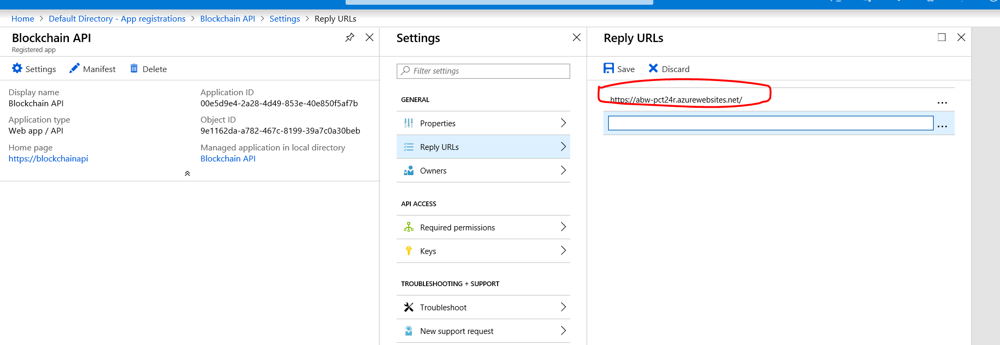 Home > Default Directory - App registrations > Blockchain API > Settings > Reply URLs
Blockchain API
Registered app
Settings Manifest Delete
Display name
Blockchain API
Application type
Web app / API
Home page
https://blockchainapi
Application ID
00e5d9e4-2a28-4d49-853e-40e850f5af7b
Object ID
9e1162da-a782-467c-8199-39a7c0a30beb
Managed application in local directory
Blockchain API
Settings
Filter settings
GENERAL
Properties
Reply URLs
Owners
API ACCESS
Required permissions
Keys
TROUBLESHOOTING + SUPPORT
Troubleshoot
New support request
Reply URLs
Save Discard
https://abw-pct24r.azurewebsites.net/ ...
...